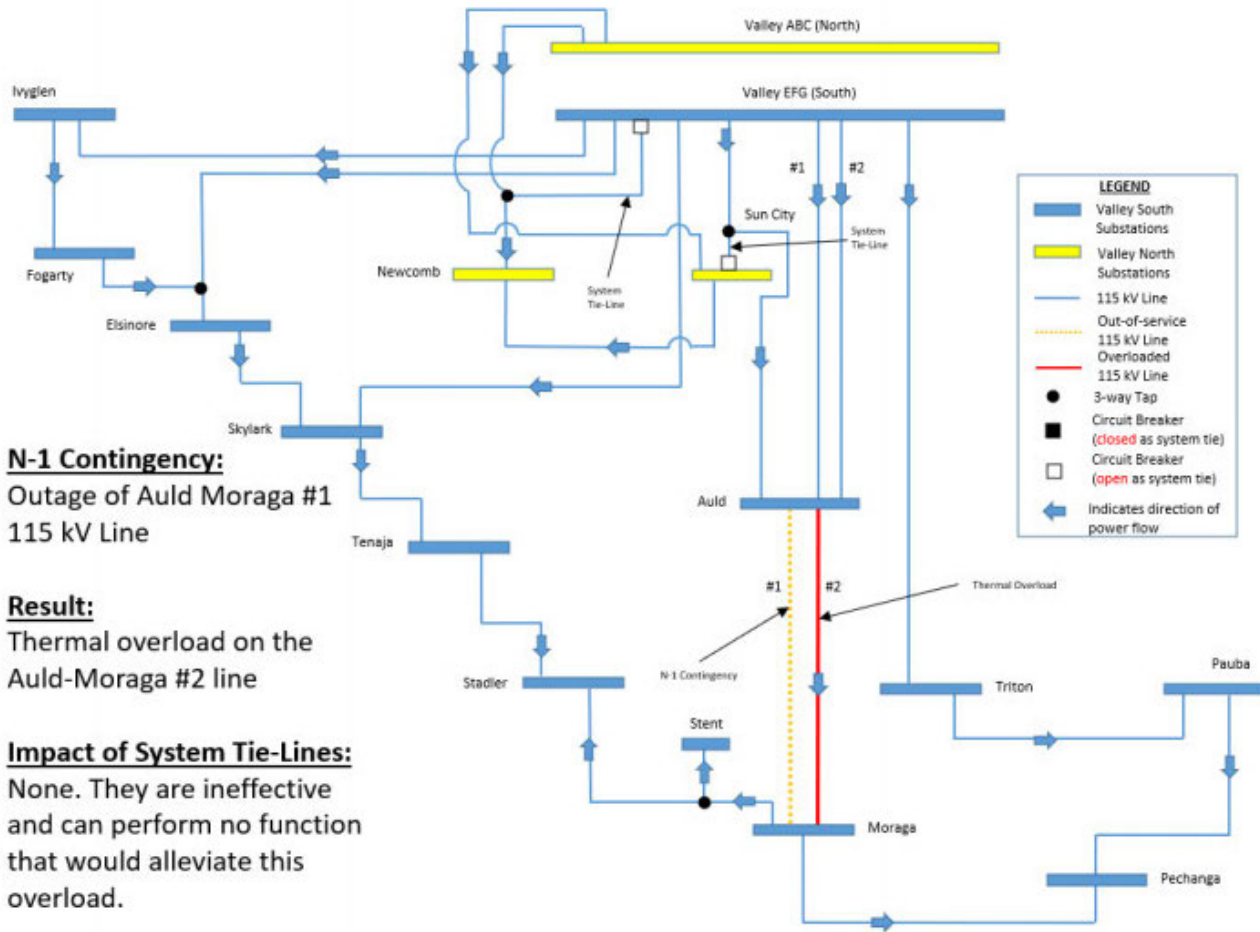 Valley ABC (North)
Valley EFG (South)
Ivyglen
#1
#2
Sun City
System
Tie-Line
Newcomb
System
Tie-Line
Fogarty
Elsinore
Skylark
LEGEND
Valley South
Substations
Valley North
Substations
115 kV Line
Out-of-service
115 kV Line
Overloaded
115 kV Line
3-way Tap
Circuit Breaker
(closed as system tie)
Circuit Breaker
(open as system tie)
Indicates direction of
power flow
N-1 Contingency:
Outage of Auld Moraga #1
115 kV Line
Result:
Thermal overload on the
Auld-Moraga #2 line
Impact of System Tie-Lines:
None. They are ineffective
and can perform no function
that would alleviate this
overload.
Auld
Tenaja
#1
#2
Thermal Overload
N-1 Contingency
Stadler
Stent
Triton
Pauba
Moraga
Pechanga